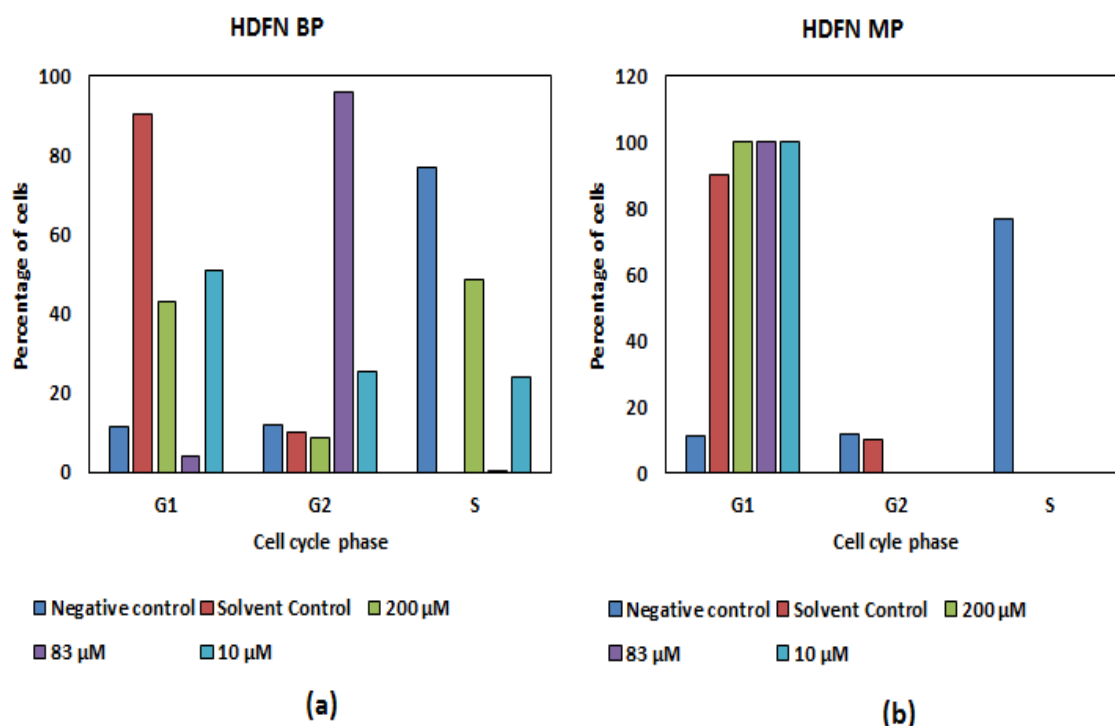 HDFN BP
Percentage of cells
100
80
60
40
20
0
G1 G2 S
Cell cycle phase
Negative control Solvent Control 200 µM
83 µM 10 µM
(a)
HDFN MP
Percentage of cells
120
100
80
60
40
20
0
G1 G2 S
Cell cyle phase
Negative control Solvent Control 200 µM
83 µM 10 µM
(b)